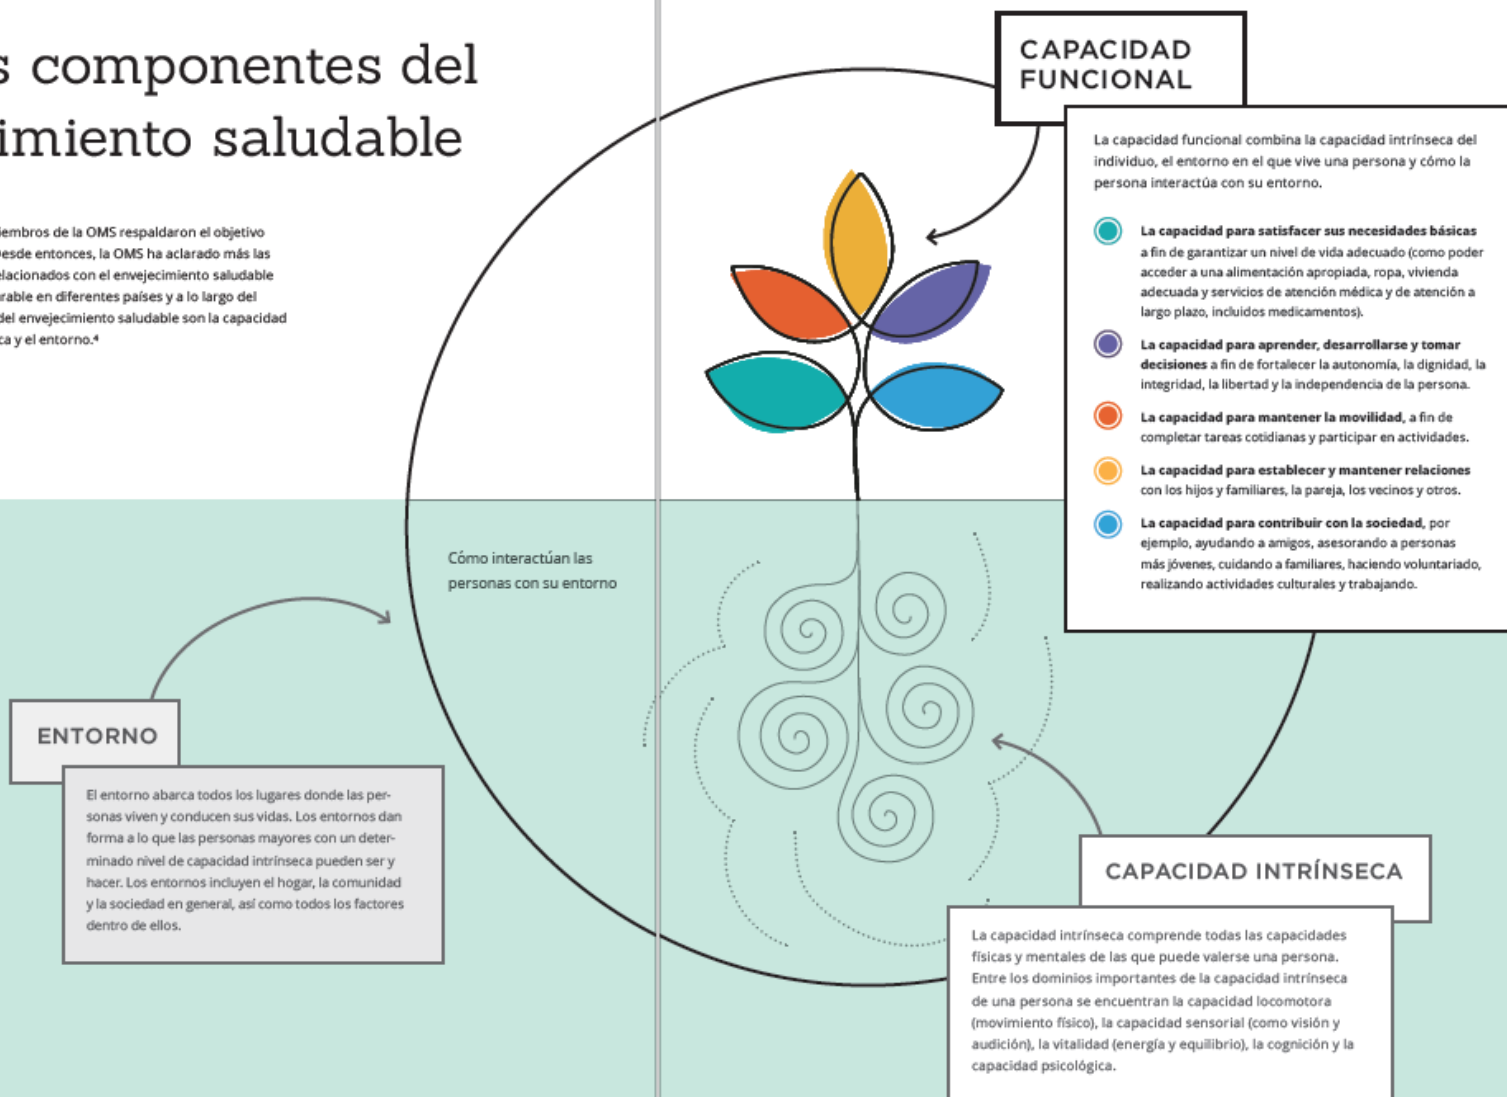 componentes del
imiento saludable
de la OMS respaldaron el objetivo
entonces, la OMS ha aclarado más las
con el envejecimiento saludable
en diferentes países y a lo largo del
del envejecimiento saludable son la capacidad
y el entorno.⁴
CAPACIDAD
FUNCIONAL
La capacidad funcional combina la capacidad intrínseca del
individuo, el entorno en el que vive una persona y cómo la
persona interactúa con su entorno.
La capacidad para satisfacer sus necesidades básicas
a fin de garantizar un nivel de vida adecuado (como poder
acceder a una alimentación apropiada, ropa, vivienda
adecuada y servicios de atención médica y de atención a
largo plazo, incluidos medicamentos).
La capacidad para aprender, desarrollarse y tomar
decisiones a fin de fortalecer la autonomía, la dignidad, la
integridad, la libertad y la independencia de la persona.
La capacidad para mantener la movilidad, a fin de
completar tareas cotidianas y participar en actividades.
La capacidad para establecer y mantener relaciones
con los hijos y familiares, la pareja, los vecinos y otros.
La capacidad para contribuir con la sociedad, por
ejemplo, ayudando a amigos, asesorando a personas
más jóvenes, cuidando a familiares, haciendo voluntariado,
realizando actividades culturales y trabajando.
Cómo interactúan las
personas con su entorno
ENTORNO
El entorno abarca todos los lugares donde las per-
sonas viven y conducen sus vidas. Los entornos dan
forma a lo que las personas mayores con un deter-
minado nivel de capacidad intrínseca pueden ser y
hacer. Los entornos incluyen el hogar, la comunidad
y la sociedad en general, así como todos los factores
dentro de ellos.
CAPACIDAD INTRÍNSECA
La capacidad intrínseca comprende todas las capacidades
físicas y mentales de las que puede valerse una persona.
Entre los dominios importantes de la capacidad intrínseca
de una persona se encuentran la capacidad locomotora
(movimiento físico), la capacidad sensorial (como visión y
audición), la vitalidad (energía y equilibrio), la cognición y la
capacidad psicológica.